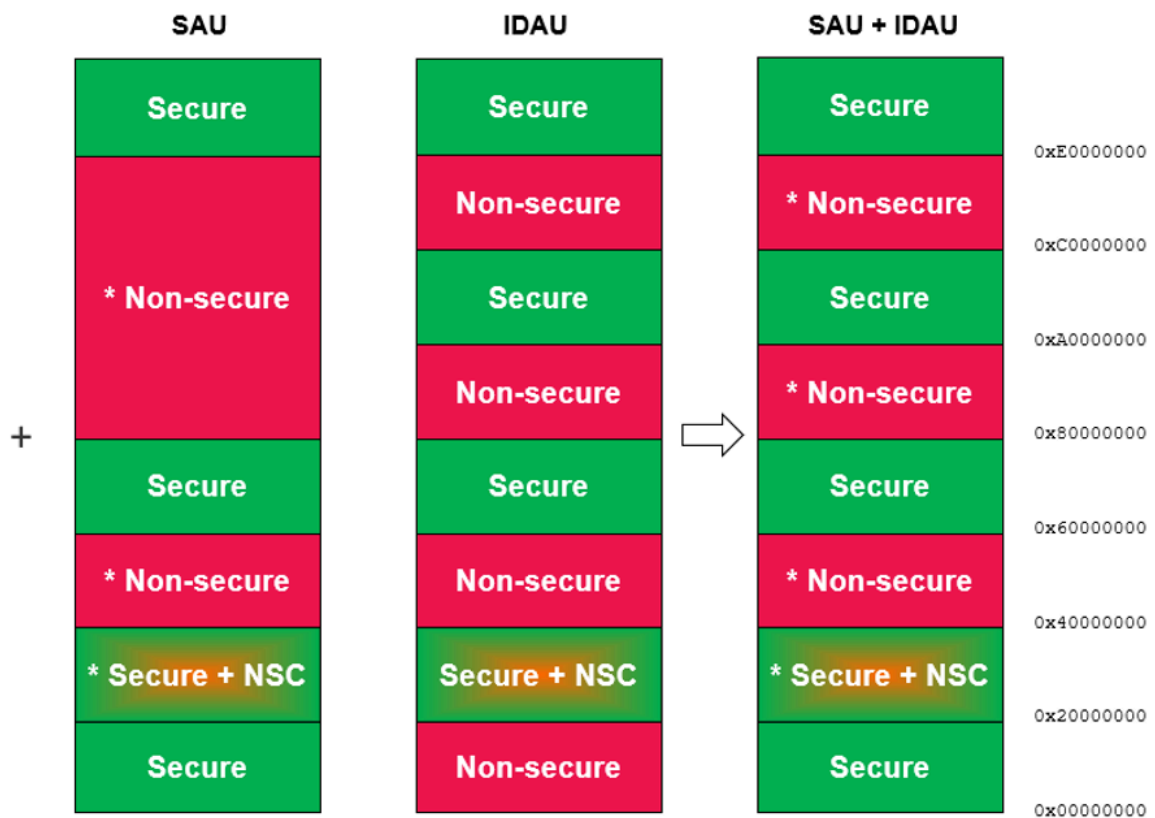 SAU
IDAU
SAU + IDAU
Secure
Secure
Secure
0xE0000000
Non-secure
* Non-secure
0xC0000000
* Non-secure
Secure
Secure
0xA0000000
Non-secure
* Non-secure
+
0x80000000
Secure
Secure
Secure
0x60000000
* Non-secure
Non-secure
* Non-secure
0x40000000
* Secure + NSC
Secure + NSC
* Secure + NSC
0x20000000
Secure
Non-secure
Secure
0x00000000